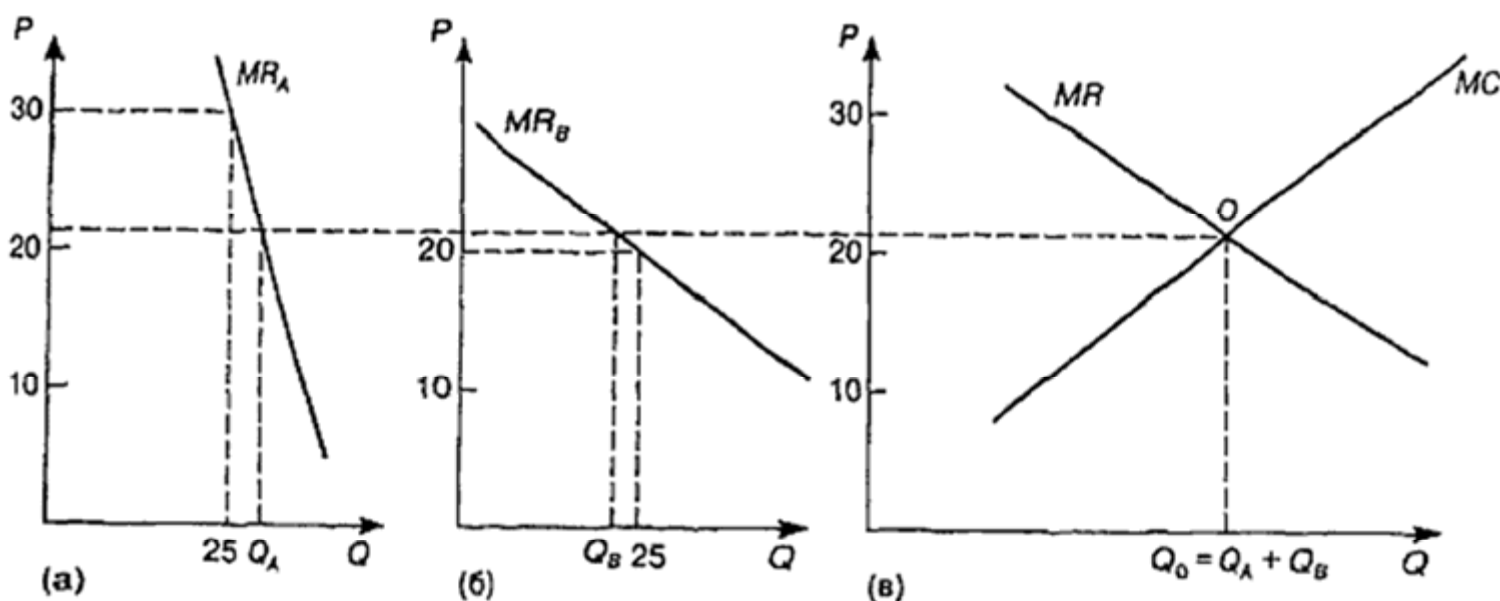 P
30
20
10
MR_A
25 Q_A Q
(а)
P
20
10
MR_B
Q_B 25 Q
(б)
P
30
20
10
MR
MC
O
Q_0 = Q_A + Q_B Q
(в)